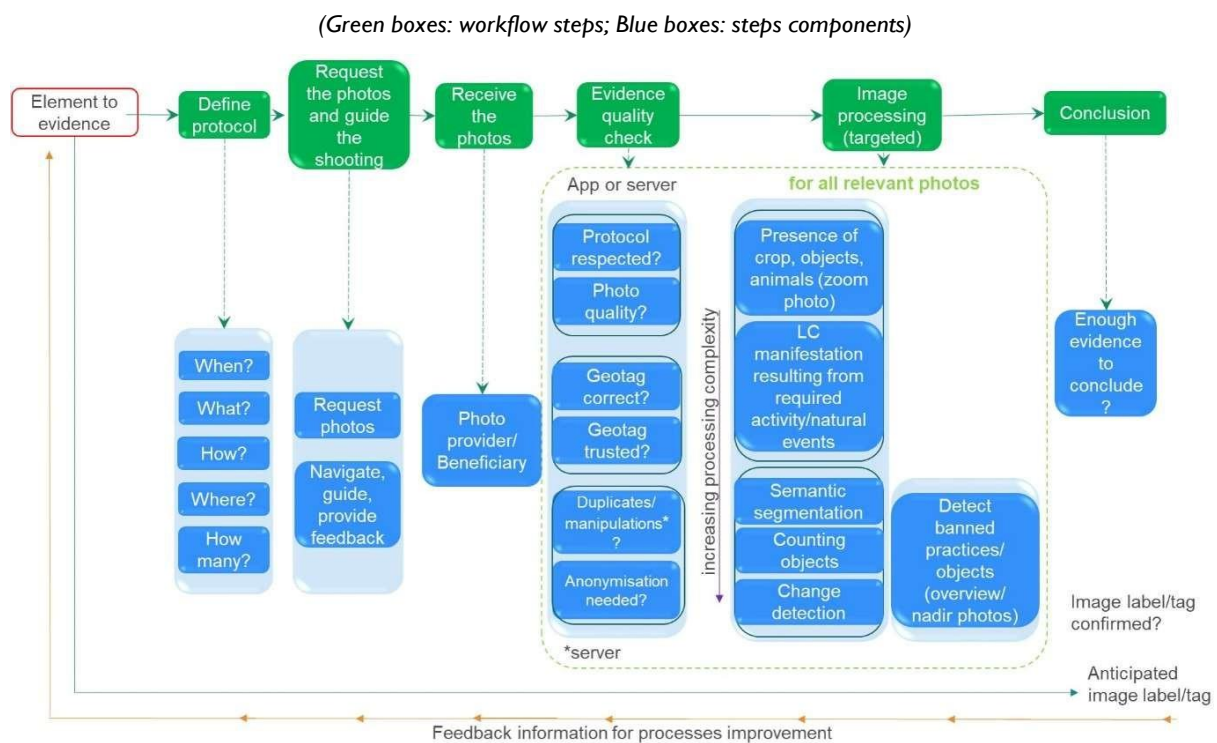 (Green boxes: workflow steps; Blue boxes: steps components)
Element to
evidence
Define
protocol
Request
the photos
and guide
the
shooting
Receive
the
photos
Evidence
quality
check
Image
processing
(targeted)
Conclusion
App or server
for all relevant photos
When?
What?
How?
Where?
How
many?
Request
photos
Navigate,
guide,
provide
feedback
Photo
provider/
Beneficiary
Protocol
respected?
Photo
quality?
Geotag
correct?
Geotag
trusted?
Duplicates/
manipulations*
?
Anonymisation
needed?
*server
increasing processing complexity
Presence of
crop, objects,
animals (zoom
photo)
LC
manifestation
resulting from
required
activity/natural
events
Semantic
segmentation
Counting
objects
Change
detection
Detect
banned
practices/
objects
(overview/
nadir photos)
Enough
evidence
to
conclude
?
Image label/tag
confirmed?
Anticipated
image label/tag
Feedback information for processes improvement